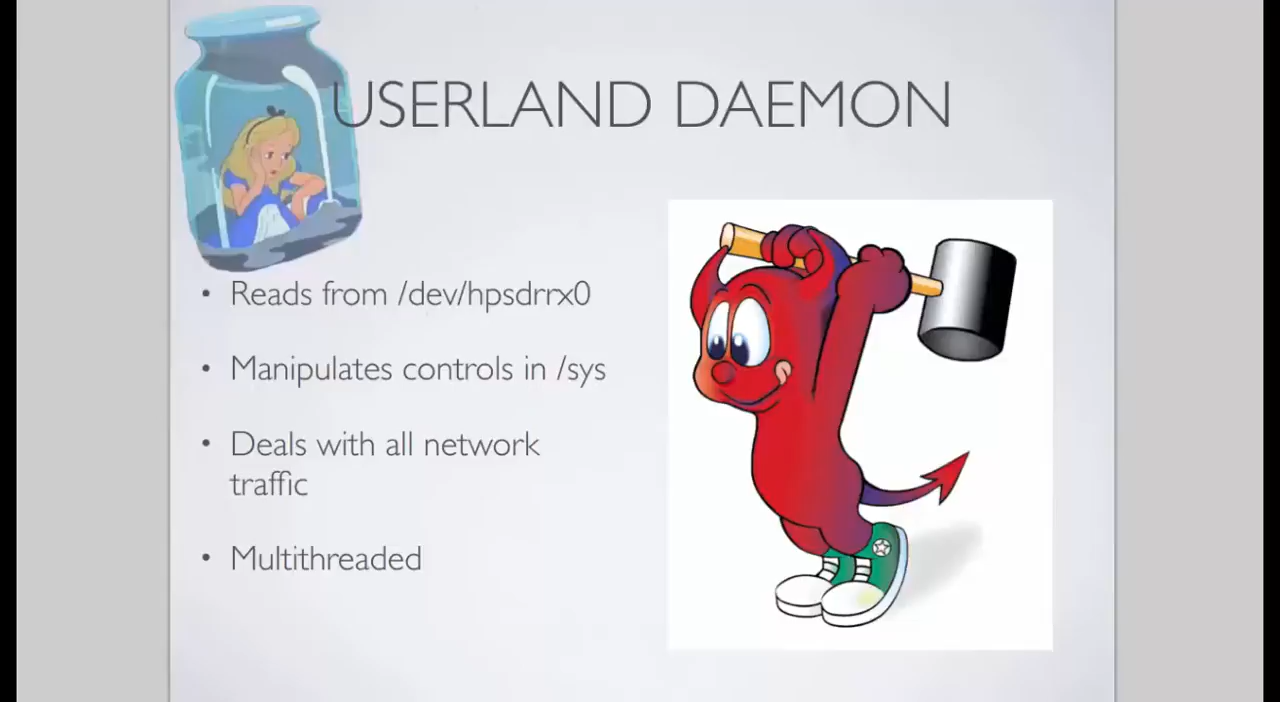 USERLAND DAEMON
• Reads from /dev/hpsdrrx0
• Manipulates controls in /sys
• Deals with all network
traffic
• Multithreaded